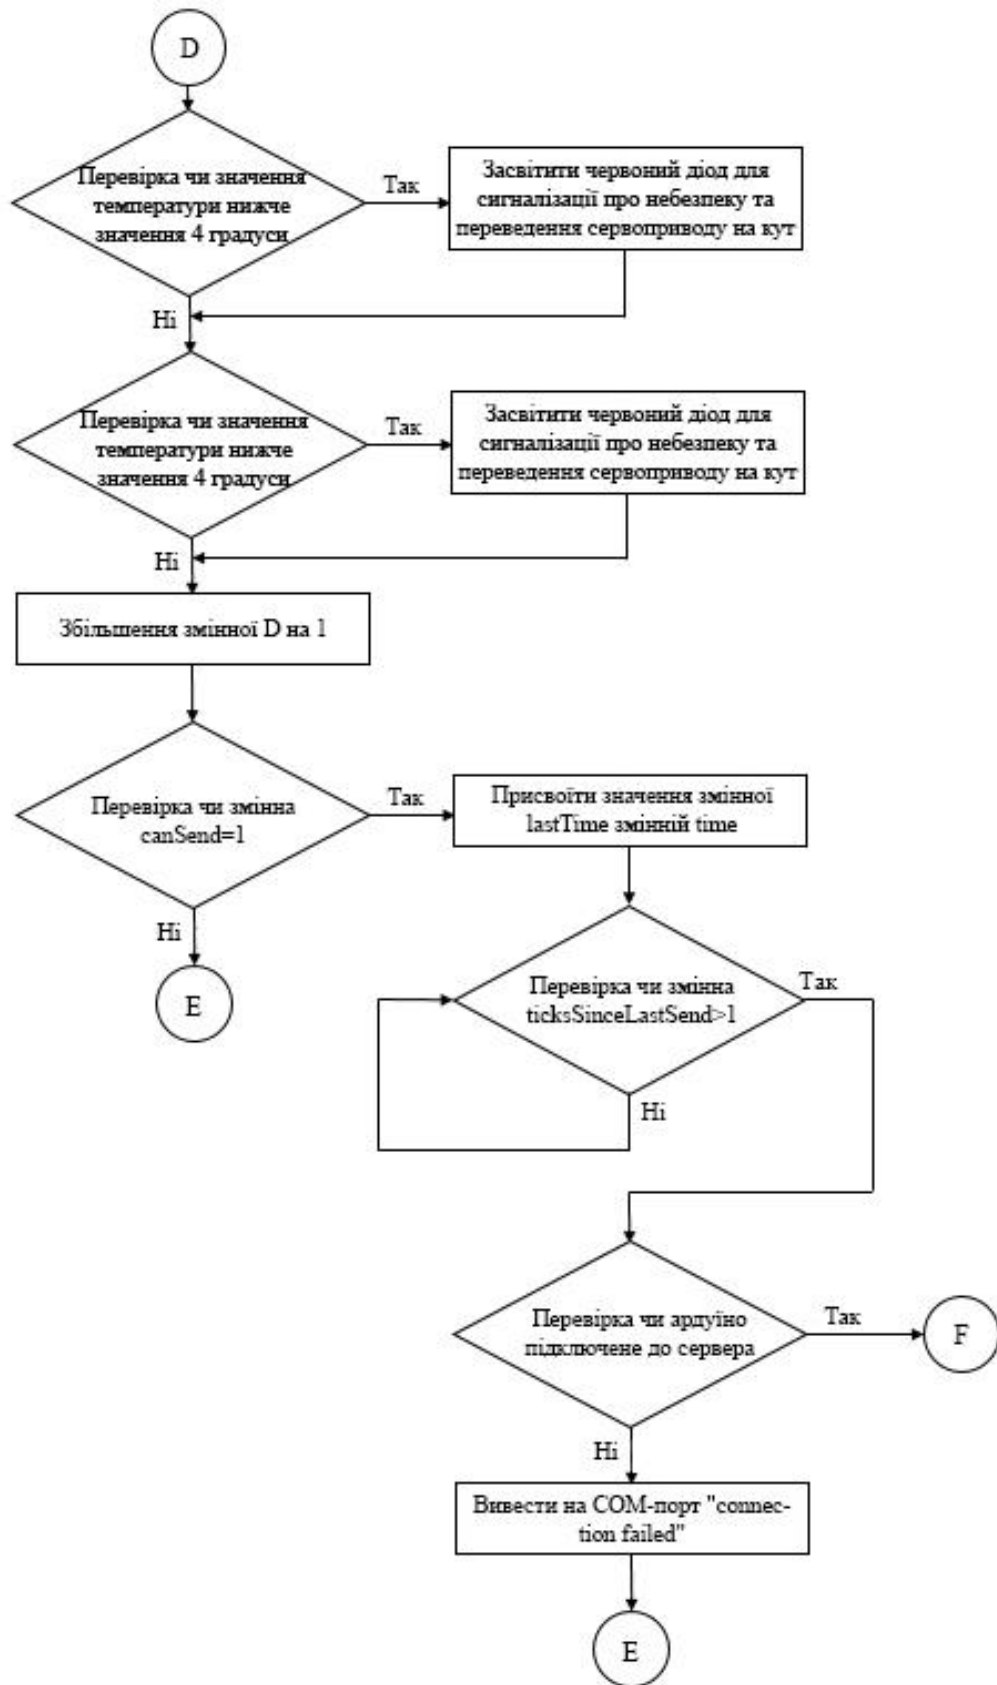 D
Перевірка чи значення
температури нижче
значення 4 градуси
Так
Засвітити червоний діод для
сигналізації про небезпеку та
переведення сервоприводу на кут
Ні
Перевірка чи значення
температури нижче
значення 4 градуси
Так
Засвітити червоний діод для
сигналізації про небезпеку та
переведення сервоприводу на кут
Ні
Збільшення змінної D на 1
Перевірка чи змінна
canSend=1
Так
Присвоїти значення змінної
lastTime змінній time
Ні
E
Перевірка чи змінна
ticksSinceLastSend>1
Так
Ні
Перевірка чи ардуїно
підключене до сервера
Так
F
Ні
Вивести на COM-порт "connec-
tion failed"
E